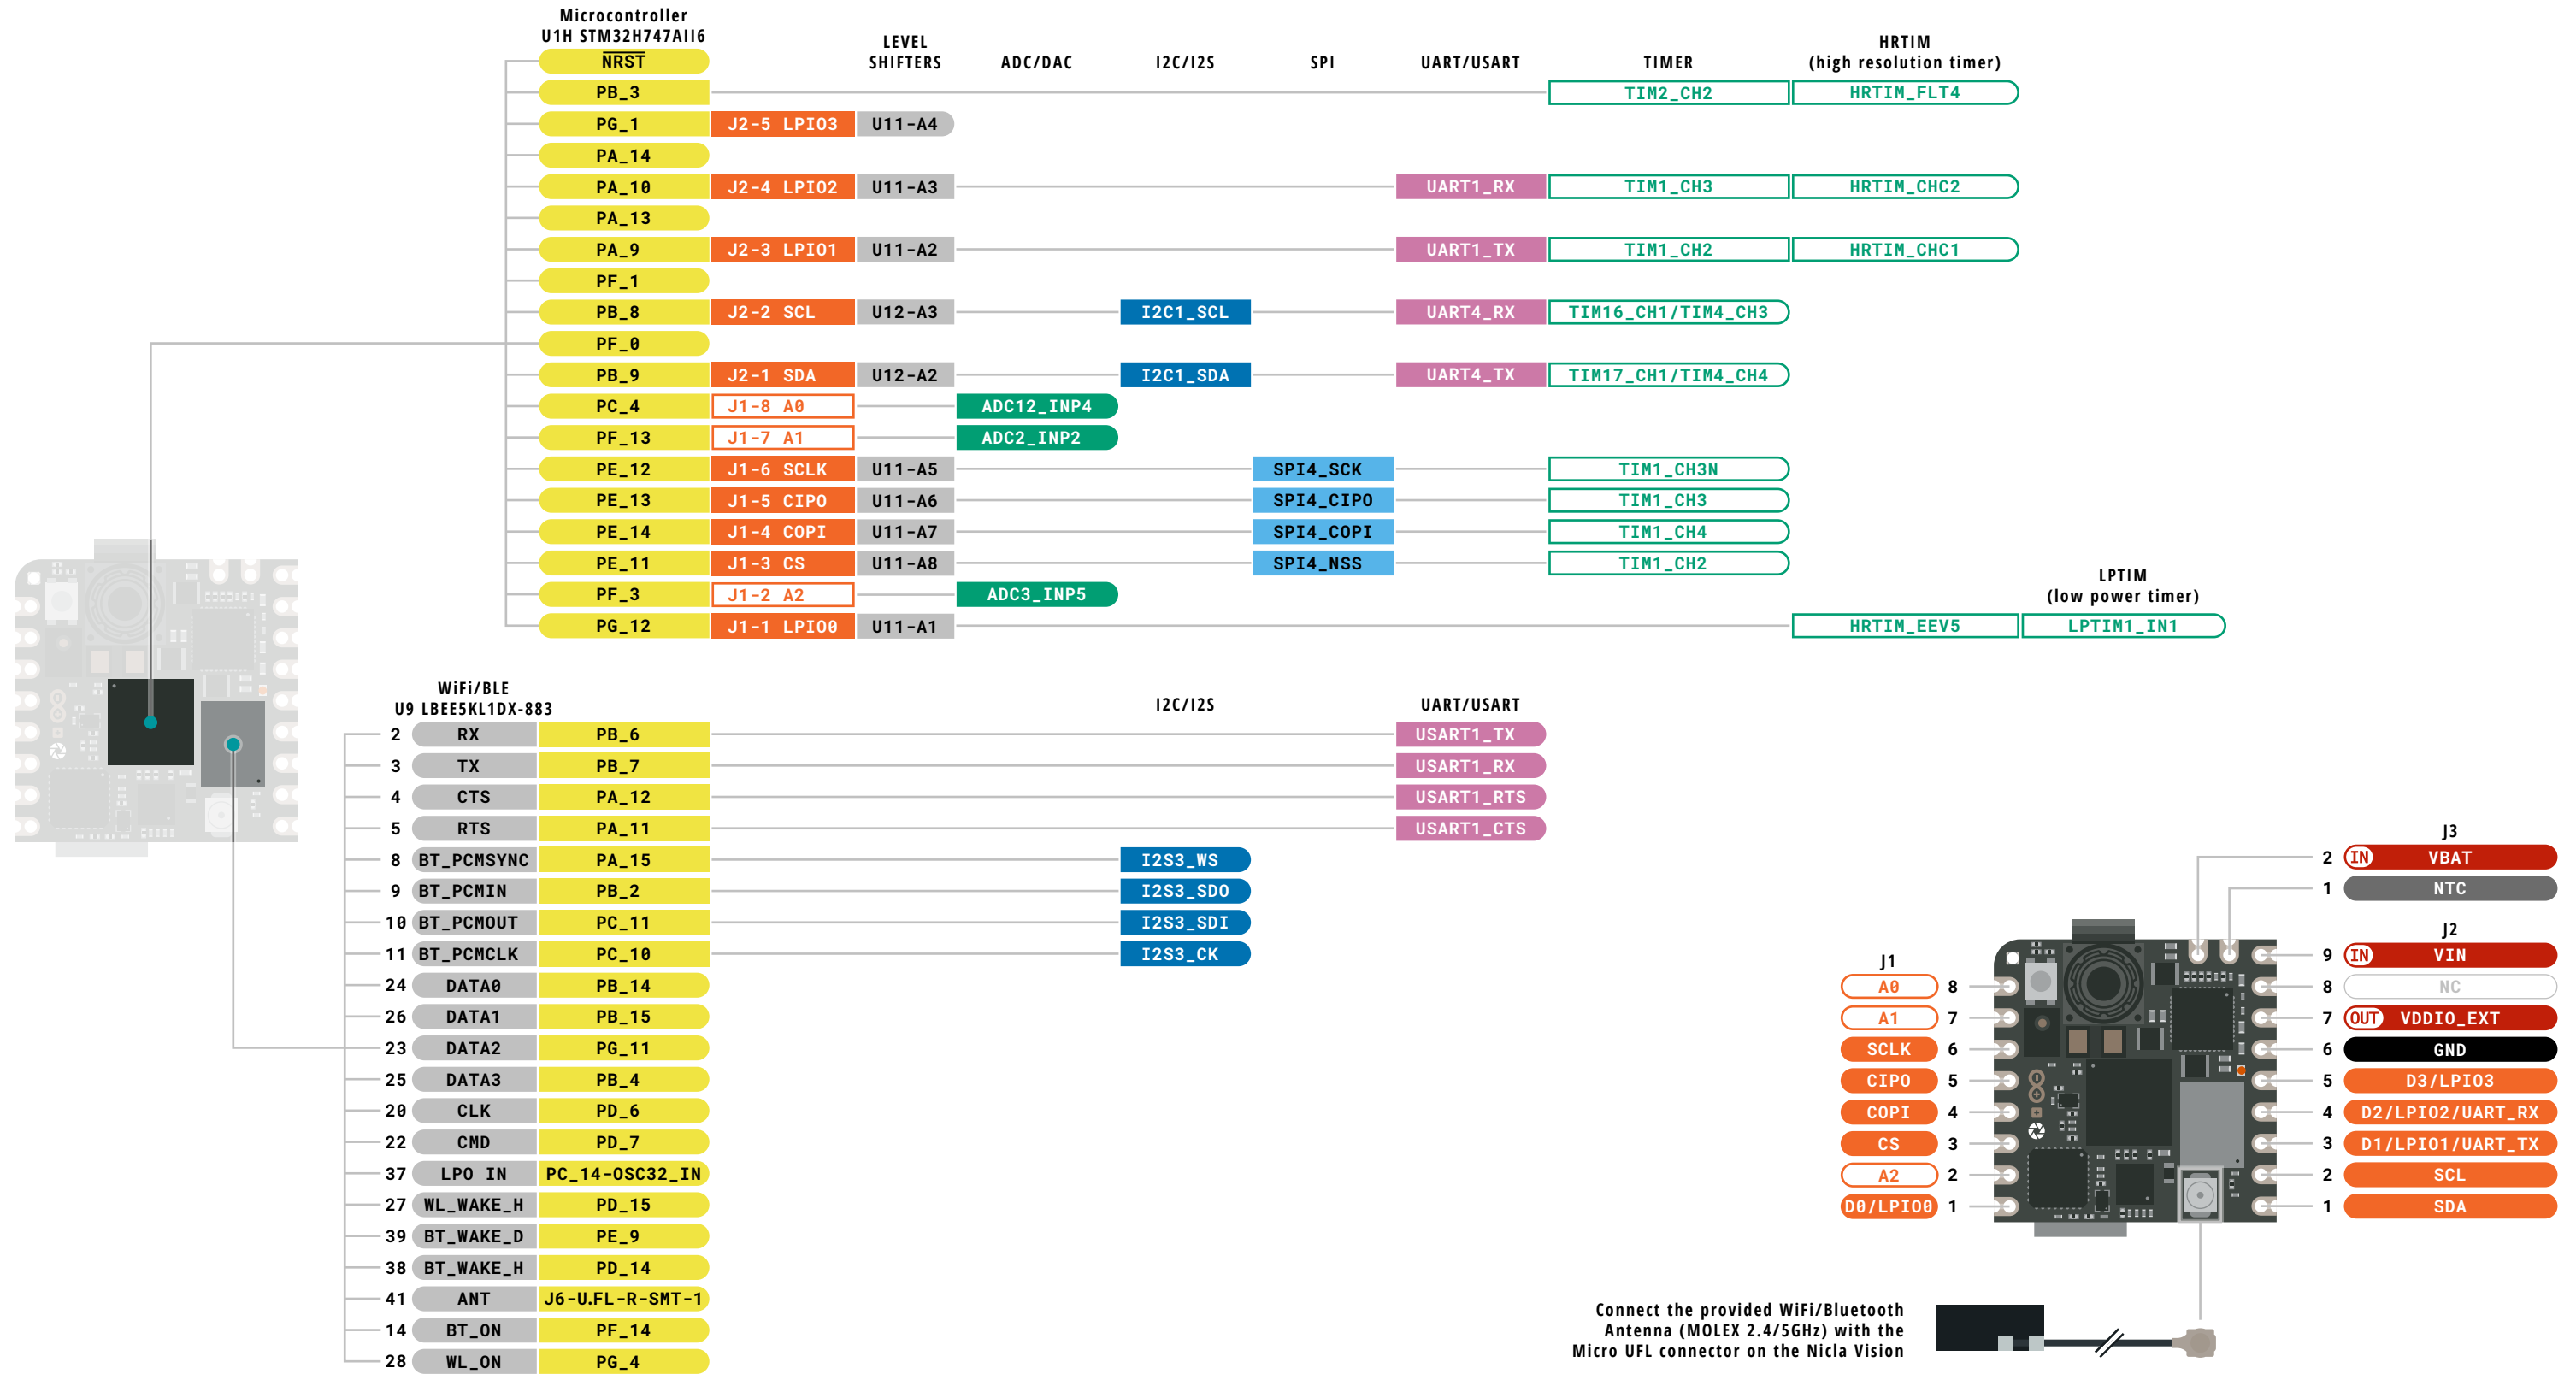 Microcontroller
U1H STM32H747AII6
LEVEL
SHIFTERS
ADC/DAC
I2C/I2S
SPI
UART/USART
TIMER
HRTIM
(high resolution timer)
NRST
PB_3 TIM2_CH2 HRTIM_FLT4
PG_1 J2-5 LPIO3 U11-A4
PA_14
PA_10 J2-4 LPIO2 U11-A3 UART1_RX TIM1_CH3 HRTIM_CHC2
PA_13
PA_9 J2-3 LPIO1 U11-A2 UART1_TX TIM1_CH2 HRTIM_CHC1
PF_1
PB_8 J2-2 SCL U12-A3 I2C1_SCL UART4_RX TIM16_CH1/TIM4_CH3
PF_0
PB_9 J2-1 SDA U12-A2 I2C1_SDA UART4_TX TIM17_CH1/TIM4_CH4
PC_4 J1-8 A0 ADC12_INP4
PF_13 J1-7 A1 ADC2_INP2
PE_12 J1-6 SCLK U11-A5 SPI4_SCK TIM1_CH3N
PE_13 J1-5 CIPO U11-A6 SPI4_CIPO TIM1_CH3
PE_14 J1-4 COPI U11-A7 SPI4_COPI TIM1_CH4
PE_11 J1-3 CS U11-A8 SPI4_NSS TIM1_CH2
PF_3 J1-2 A2 ADC3_INP5
LPTIM
(low power timer)
PG_12 J1-1 LPIO0 U11-A1 HRTIM_EEV5 LPTIM1_IN1
WiFi/BLE
U9 LBEE5KL1DX-883
I2C/I2S
UART/USART
2 RX PB_6 USART1_TX
3 TX PB_7 USART1_RX
4 CTS PA_12 USART1_RTS
5 RTS PA_11 USART1_CTS
8 BT_PCMSYNC PA_15 I2S3_WS
9 BT_PCMIN PB_2 I2S3_SDO
10 BT_PCMOUT PC_11 I2S3_SDI
11 BT_PCMCLK PC_10 I2S3_CK
24 DATA0 PB_14
26 DATA1 PB_15
23 DATA2 PG_11
25 DATA3 PB_4
20 CLK PD_6
22 CMD PD_7
37 LPO IN PC_14-OSC32_IN
27 WL_WAKE_H PD_15
39 BT_WAKE_D PE_9
38 BT_WAKE_H PD_14
41 ANT J6-U.FL-R-SMT-1
14 BT_ON PF_14
28 WL_ON PG_4
J3
2 IN VBAT
1 NTC
J2
9 IN VIN
8 NC
7 OUT VDDIO_EXT
6 GND
5 D3/LPIO3
4 D2/LPIO2/UART_RX
3 D1/LPIO1/UART_TX
2 SCL
1 SDA
J1
A0 8
A1 7
SCLK 6
CIPO 5
COPI 4
CS 3
A2 2
D0/LPIO0 1
Connect the provided WiFi/Bluetooth
Antenna (MOLEX 2.4/5GHz) with the
Micro UFL connector on the Nicla Vision